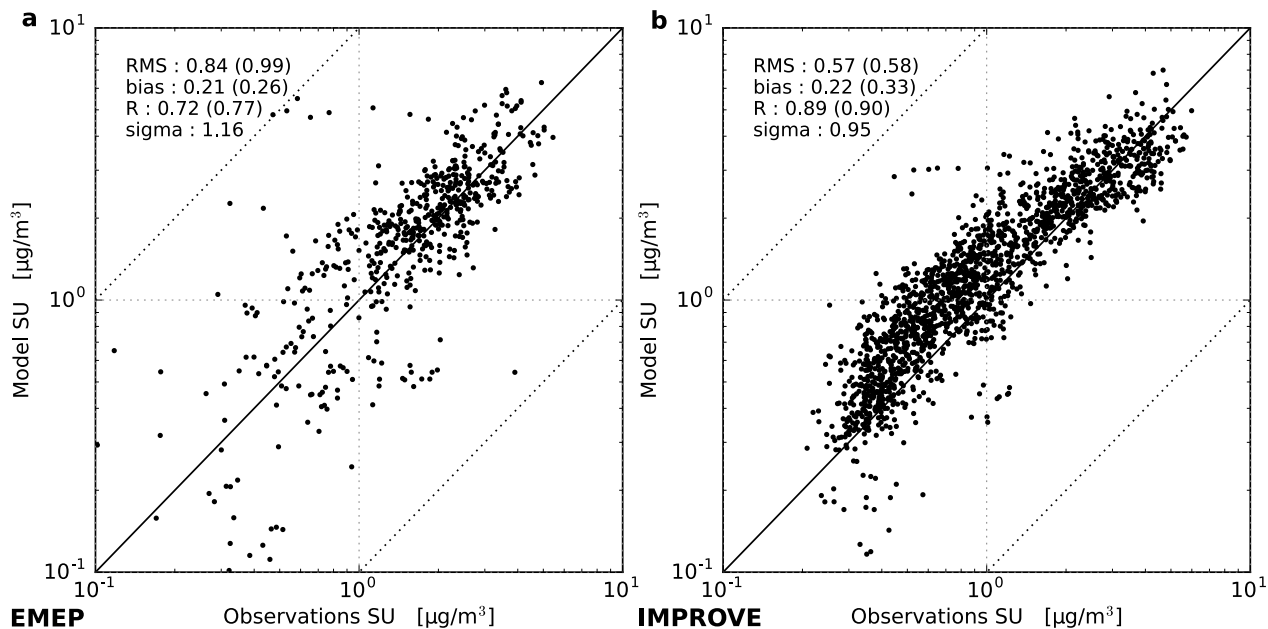 a
10¹
RMS : 0.84 (0.99)
bias : 0.21 (0.26)
R : 0.72 (0.77)
sigma : 1.16
Model SU [µg/m³]
10⁰
10⁻¹
10⁻¹ 10⁰ 10¹
EMEP
Observations SU [µg/m³]
b
10¹
RMS : 0.57 (0.58)
bias : 0.22 (0.33)
R : 0.89 (0.90)
sigma : 0.95
Model SU [µg/m³]
10⁰
10⁻¹
10⁻¹ 10⁰ 10¹
IMPROVE
Observations SU [µg/m³]